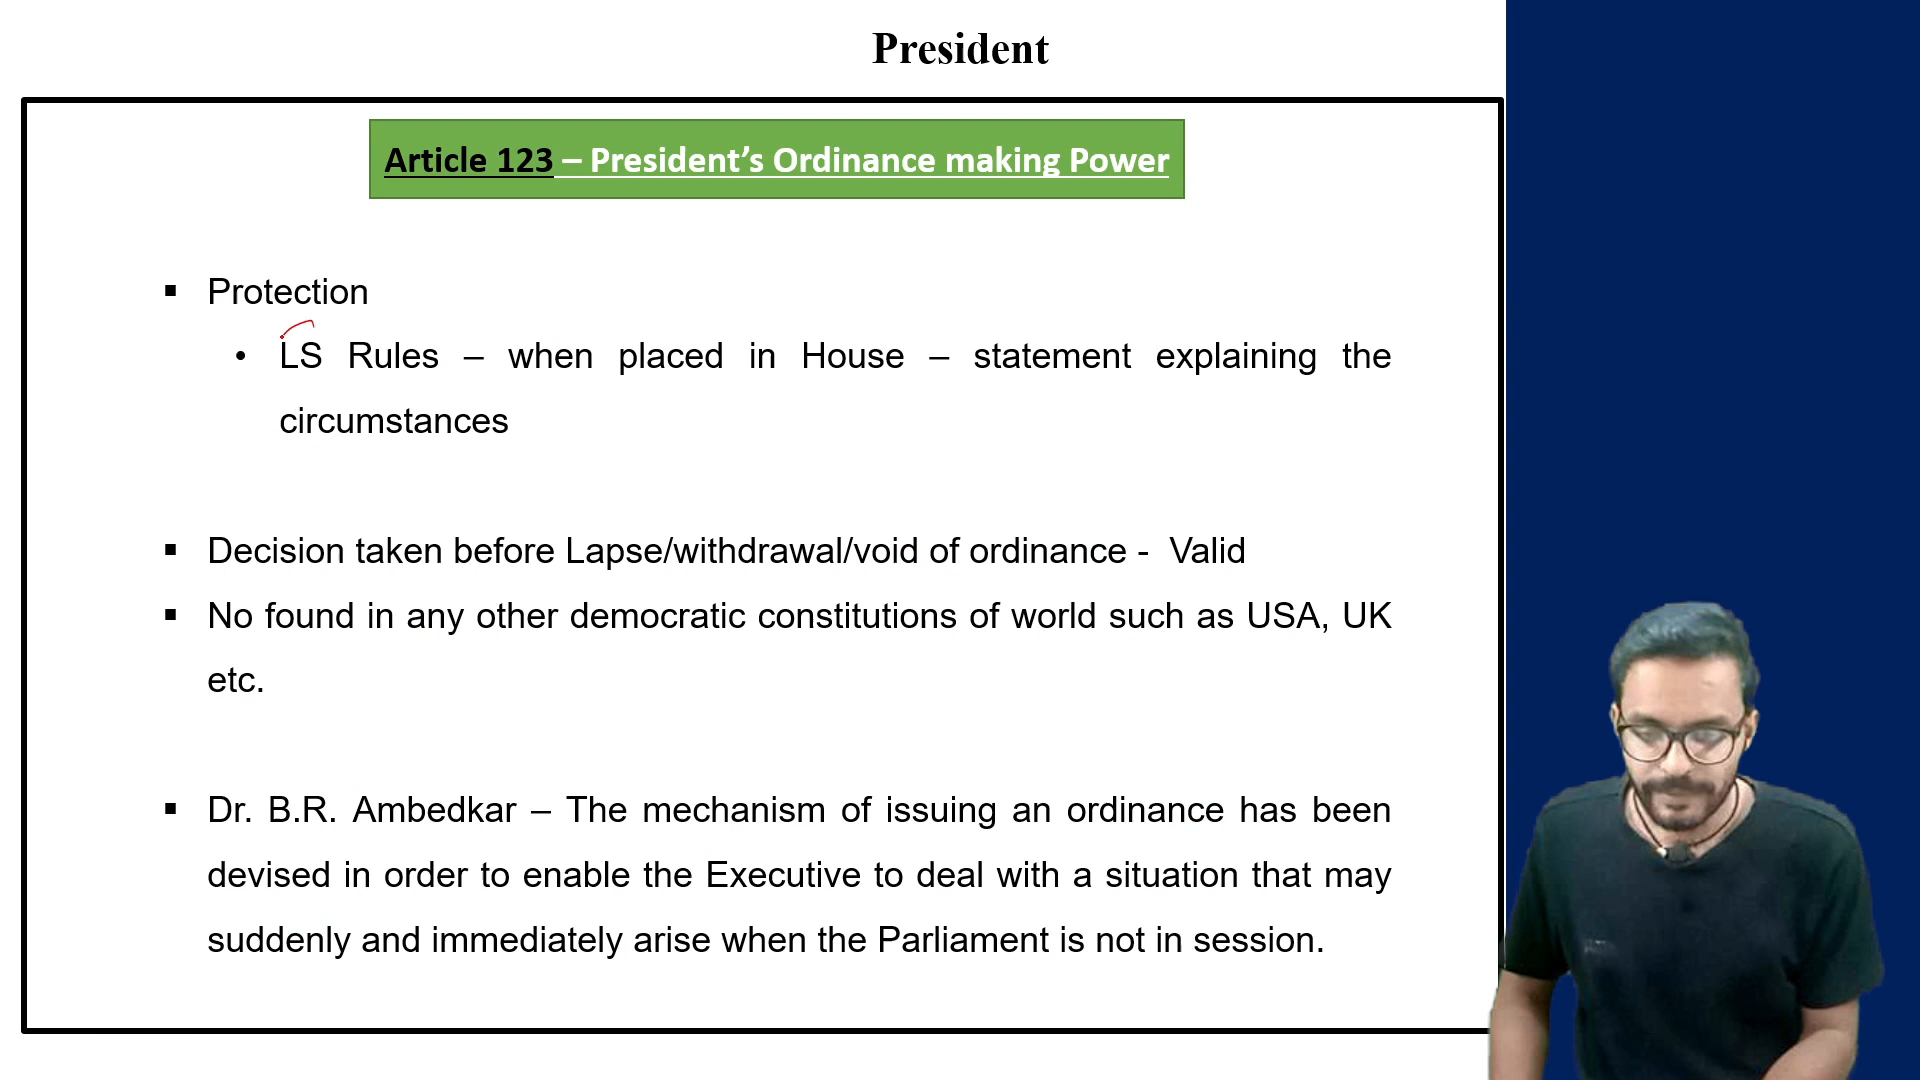 President
Article 123 – President’s Ordinance making Power
▪ Protection
• LS Rules – when placed in House – statement explaining the
circumstances
▪ Decision taken before Lapse/withdrawal/void of ordinance - Valid
▪ No found in any other democratic constitutions of world such as USA, UK
etc.
▪ Dr. B.R. Ambedkar – The mechanism of issuing an ordinance has been
devised in order to enable the Executive to deal with a situation that may
suddenly and immediately arise when the Parliament is not in session.